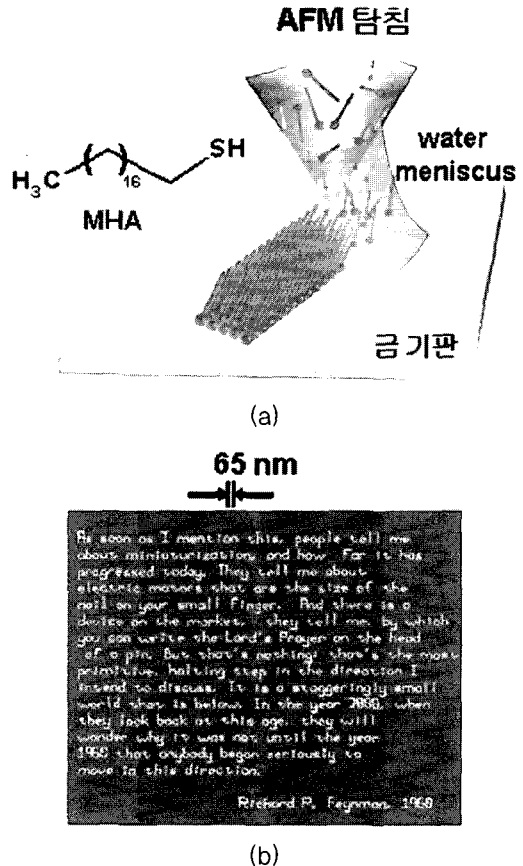 AFM 탐침
SH
H3C
16
MHA
water
meniscus
금 기판
(a)
65 nm
As soon as I mention this, people tell me
about miniaturization, and how far it has
progressed today. They tell me about
electric motors that are the size of the
nail on your small finger. And there is a
device on the market, they tell me, by which
you can write the Lord's Prayer on the head
of a pin. But that's nothing; that's the most
primitive, halting step in the direction I
intend to discuss. It is a staggeringly small
world that is below. In the year 2000, when
they look back at this age, they will
wonder why it was not until the year
1960 that anybody began seriously to
move in this direction.
Richard P. Feynman, 1960
(b)